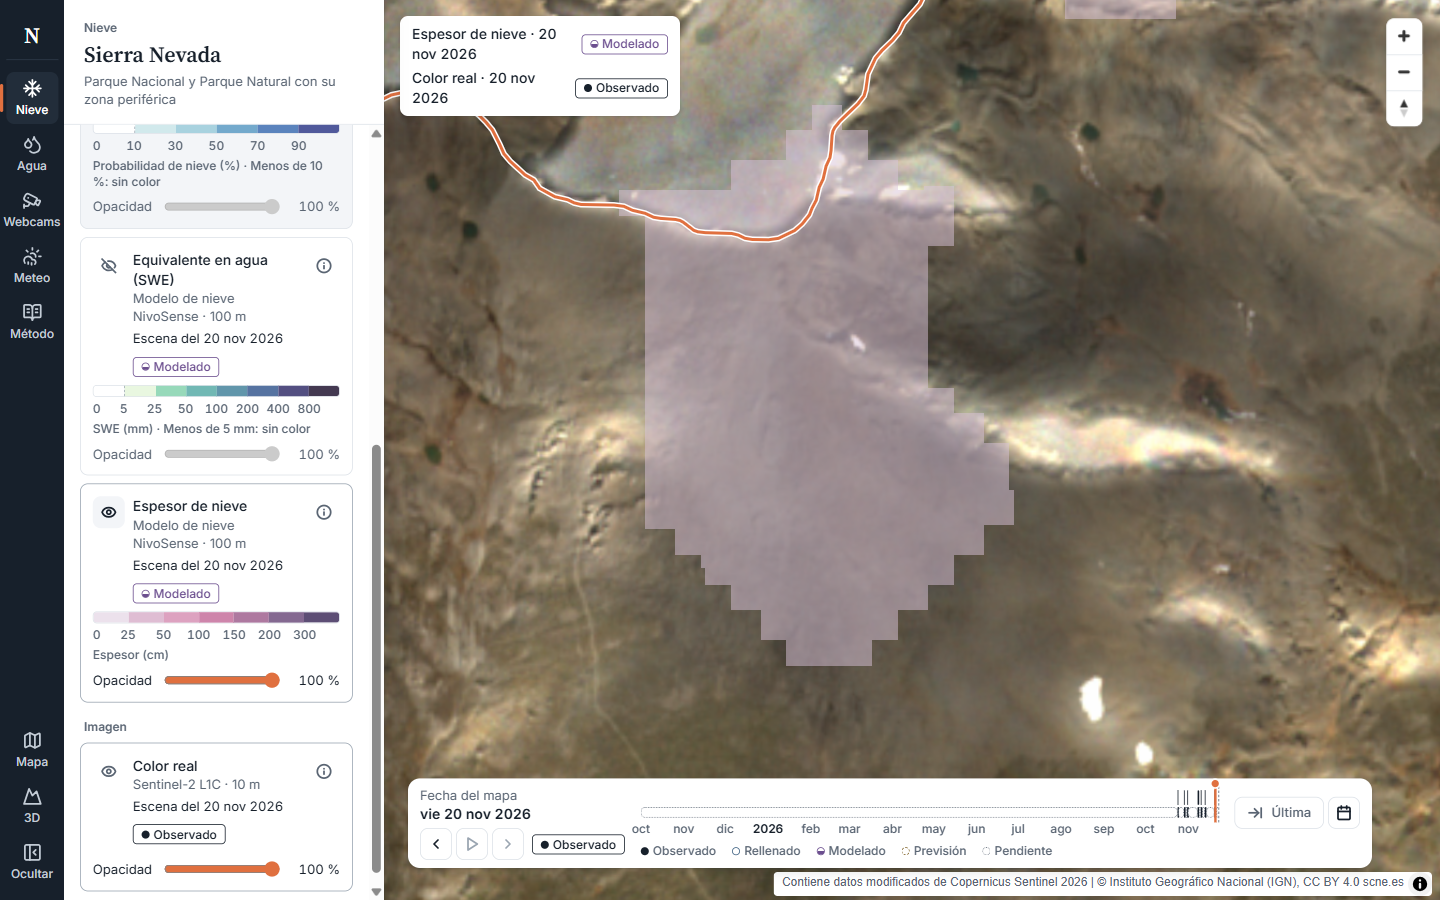 N
Nieve
Agua
Webcams
Meteo
Método
Mapa
3D
Ocultar
Nieve
Sierra Nevada
Parque Nacional y Parque Natural con su
zona periférica
0 10 30 50 70 90
Probabilidad de nieve (%) · Menos de 10
%: sin color
Opacidad 100 %
Equivalente en agua
(SWE)
Modelo de nieve
NivoSense · 100 m
Escena del 20 nov 2026
Modelado
0 5 25 50 100 200 400 800
SWE (mm) · Menos de 5 mm: sin color
Opacidad 100 %
Espesor de nieve
Modelo de nieve
NivoSense · 100 m
Escena del 20 nov 2026
Modelado
0 25 50 100 150 200 300
Espesor (cm)
Opacidad 100 %
Imagen
Color real
Sentinel-2 L1C · 10 m
Escena del 20 nov 2026
Observado
Opacidad 100 %
Espesor de nieve · 20
nov 2026
Modelado
Color real · 20 nov
2026
Observado
Fecha del mapa
vie 20 nov 2026
Observado
oct nov dic 2026 feb mar abr may jun jul ago sep oct nov
Observado Rellenado Modelado Previsión Pendiente
Última
Contiene datos modificados de Copernicus Sentinel 2026 | © Instituto Geográfico Nacional (IGN), CC BY 4.0 scne.es